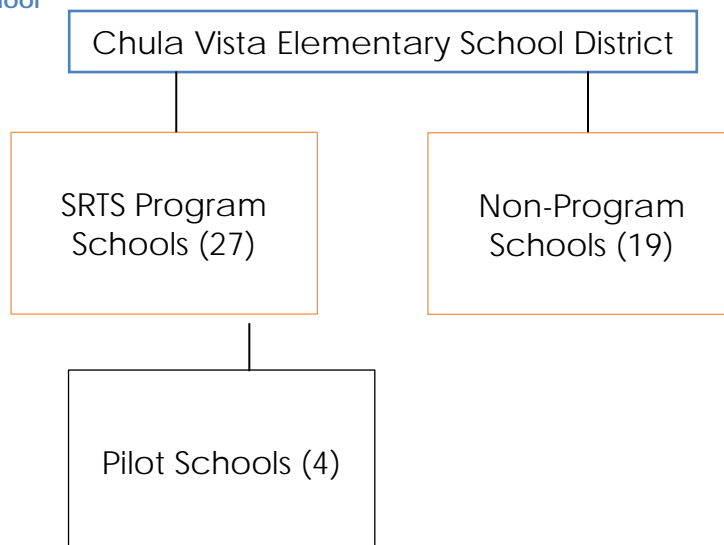 Chula Vista Elementary School District
SRTS Program
Schools (27)
Non-Program
Schools (19)
Pilot Schools (4)